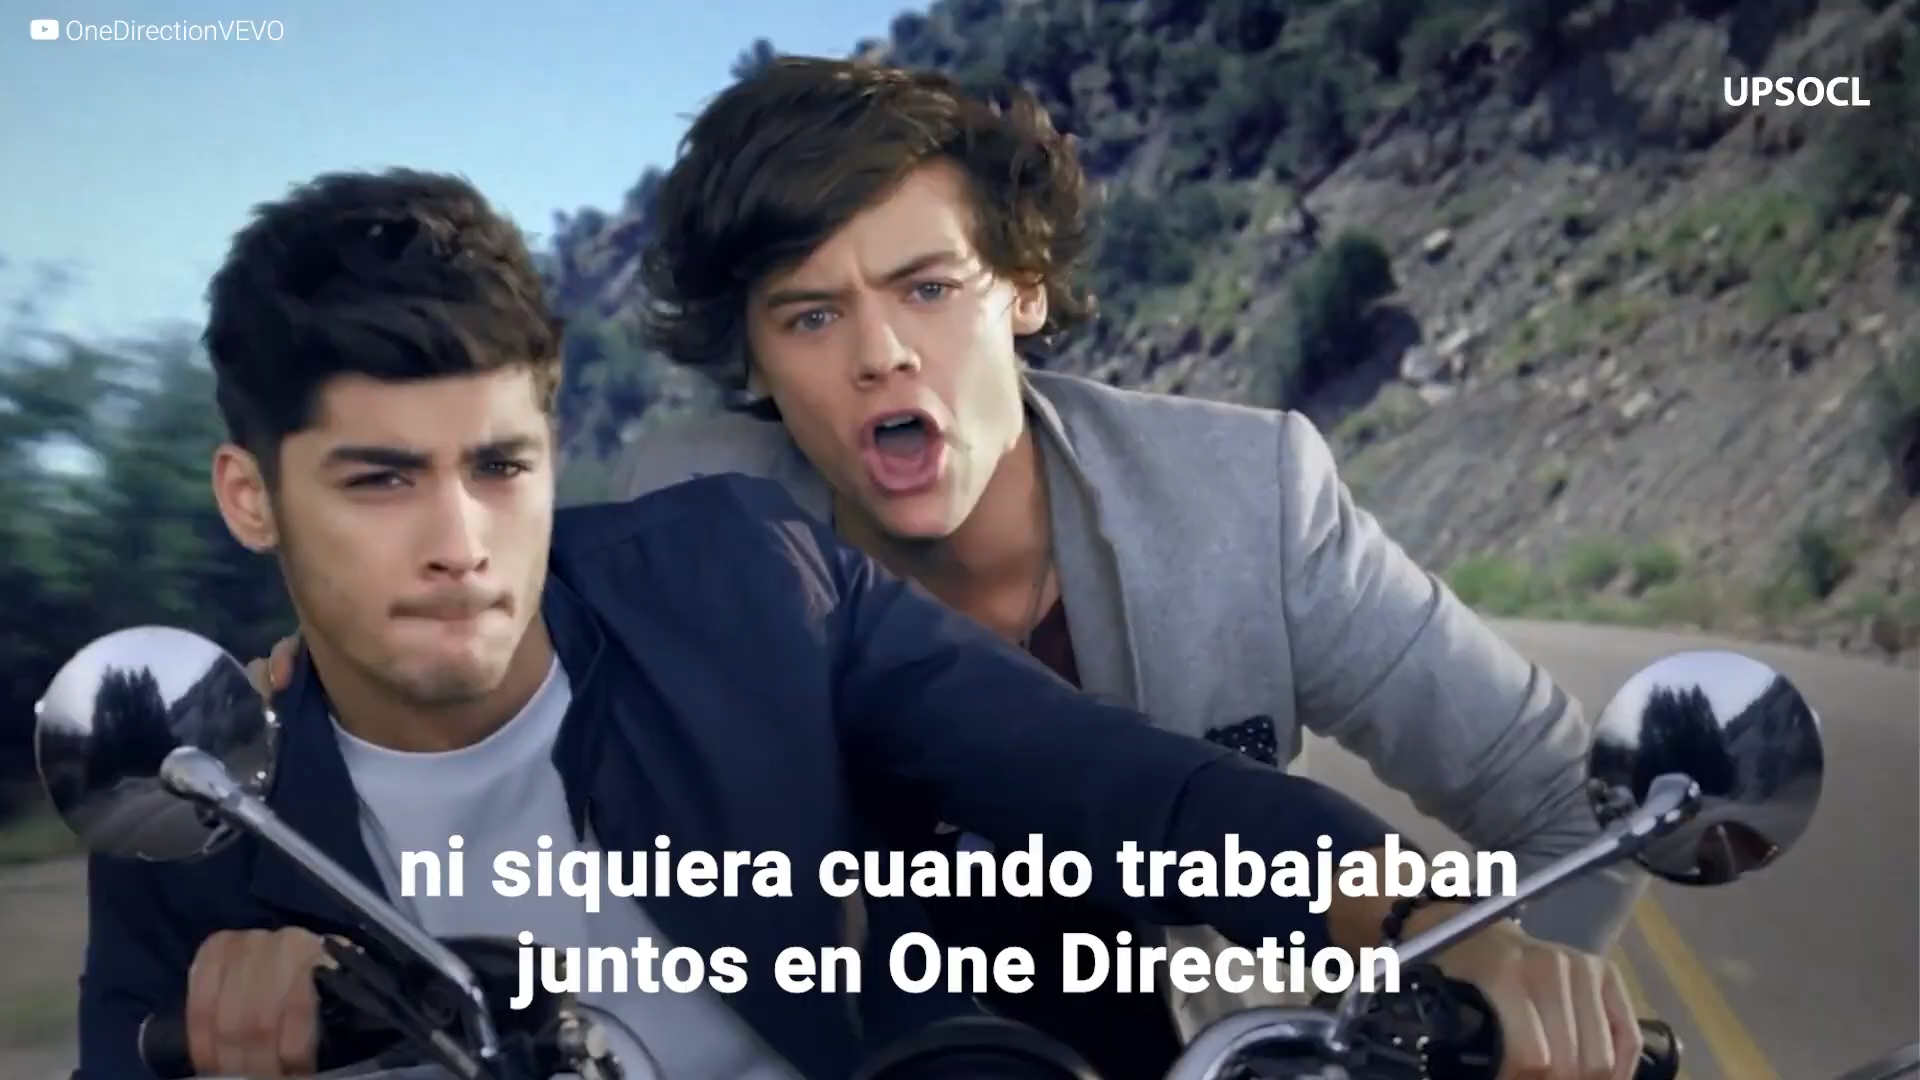 OneDirectionVEVO
UPSOCL
ni siquiera cuando trabajaban
juntos en One Direction